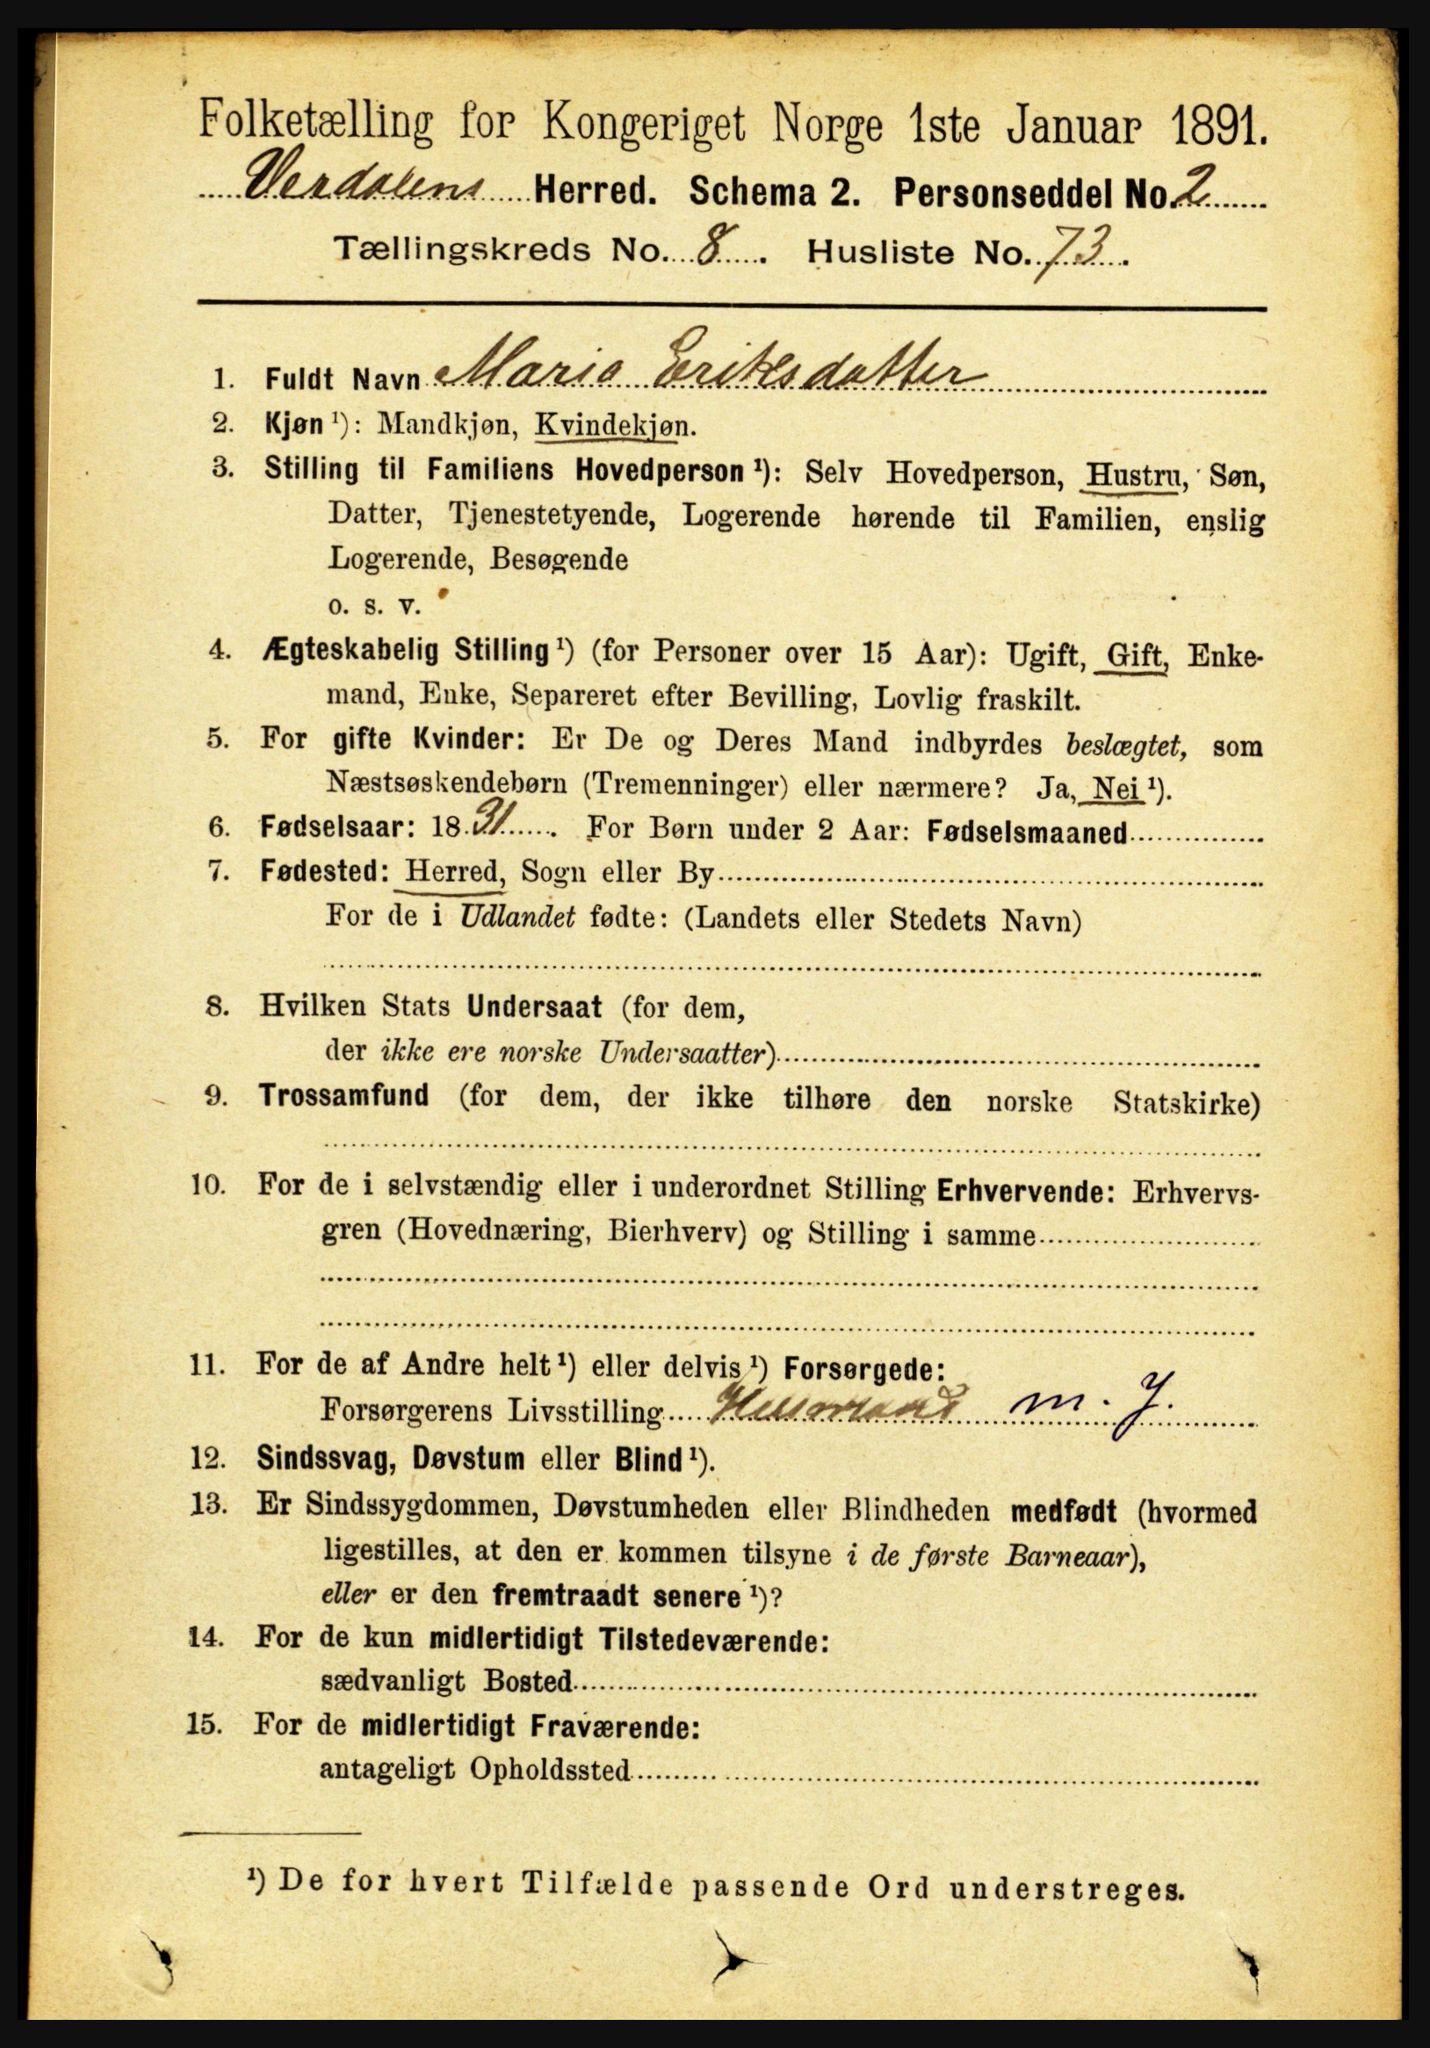 Folketælling for Kongeriget Norge 1ste Januar 1891.
Verdalens Herred. Schema 2. Personseddel No. 2
Tællingskreds No. 8. Husliste No. 73.
1. Fuldt Navn Maria Eriksdatter
2. Kjøn ¹): Mandkjøn, Kvindekjøn.
3. Stilling til Familiens Hovedperson ¹): Selv Hovedperson, Hustru, Søn,
Datter, Tjenestetyende, Logerende hørende til Familien, enslig
Logerende, Besøgende
o. s. v.
4. Ægteskabelig Stilling ¹) (for Personer over 15 Aar): Ugift, Gift, Enke-
mand, Enke, Separeret efter Bevilling, Lovlig fraskilt.
5. For gifte Kvinder: Er De og Deres Mand indbyrdes beslægtet, som
Næstsøskendebørn (Tremenninger) eller nærmere? Ja, Nei ¹).
6. Fødselsaar: 1831. For Børn under 2 Aar: Fødselsmaaned
7. Fødested: Herred, Sogn eller By
For de i Udlandet fødte: (Landets eller Stedets Navn)
8. Hvilken Stats Undersaat (for dem,
der ikke ere norske Undersaatter)
9. Trossamfund (for dem, der ikke tilhøre den norske Statskirke)
10. For de i selvstændig eller i underordnet Stilling Erhvervende: Erhvervs-
gren (Hovednæring, Bierhverv) og Stilling i samme
11. For de af Andre helt ¹) eller delvis ¹) Forsørgede:
Forsørgerens Livsstilling Husmand m. J.
12. Sindssvag, Døvstum eller Blind ¹).
13. Er Sindssygdommen, Døvstumheden eller Blindheden medfødt (hvormed
ligestilles, at den er kommen tilsyne i de første Barneaar),
eller er den fremtraadt senere ¹)?
14. For de kun midlertidigt Tilstedeværende:
sædvanligt Bosted
15. For de midlertidigt Fraværende:
antageligt Opholdssted
¹) De for hvert Tilfælde passende Ord understreges.